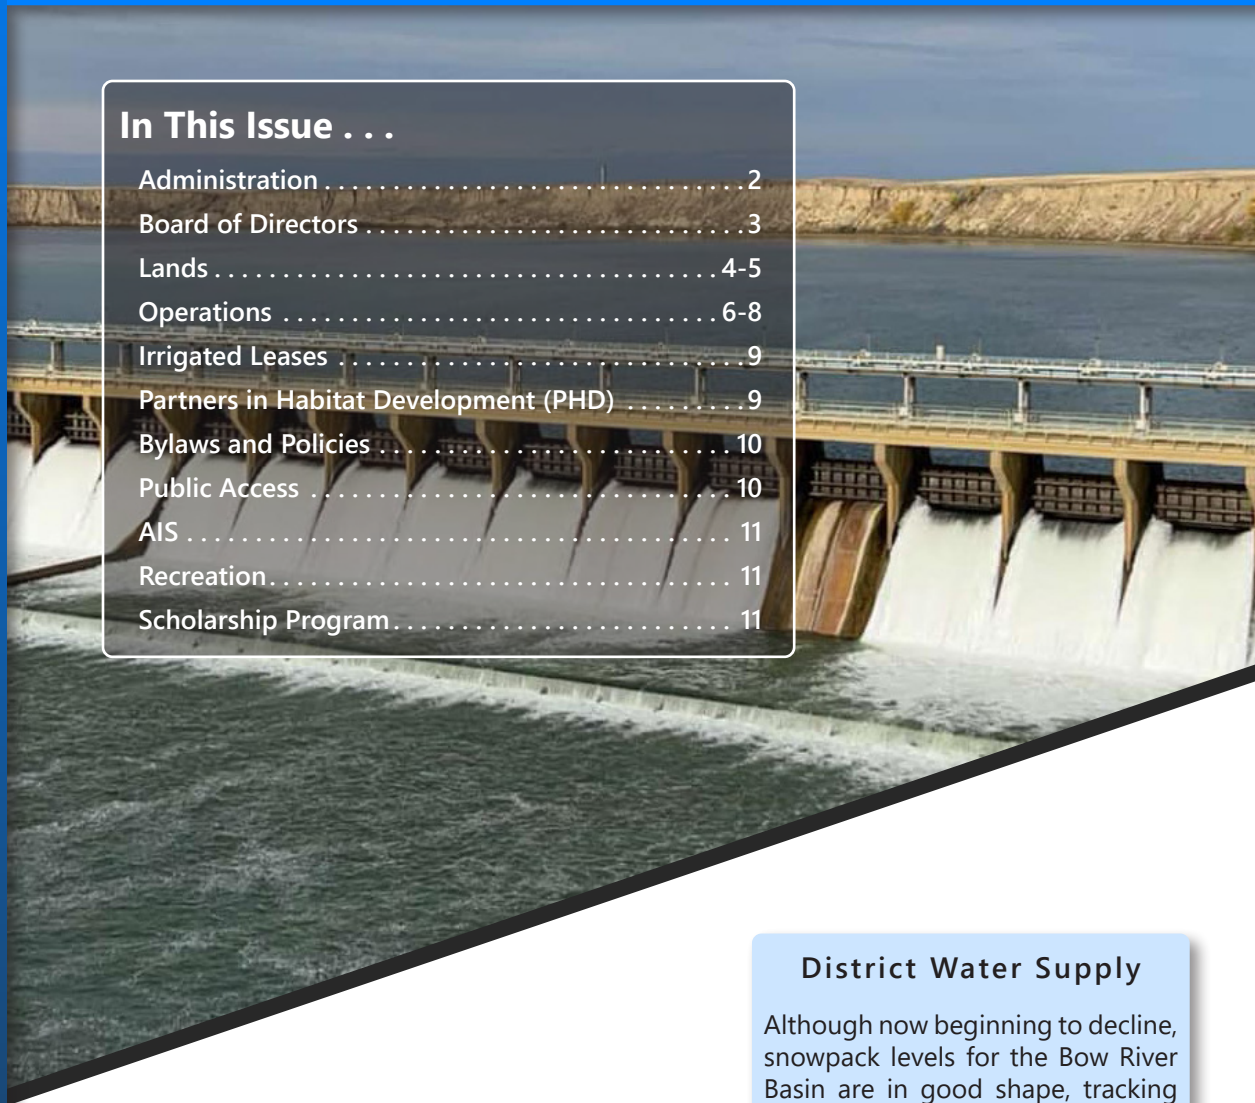 In This Issue . . .
Administration . . . . . . . . . . . . . . . . . . . . . . . . . . . . . . . 2
Board of Directors . . . . . . . . . . . . . . . . . . . . . . . . . . . . 3
Lands . . . . . . . . . . . . . . . . . . . . . . . . . . . . . . . . . . . . . 4-5
Operations . . . . . . . . . . . . . . . . . . . . . . . . . . . . . . . . 6-8
Irrigated Leases . . . . . . . . . . . . . . . . . . . . . . . . . . . . . . 9
Partners in Habitat Development (PHD) . . . . . . . . . 9
Bylaws and Policies . . . . . . . . . . . . . . . . . . . . . . . . . . 10
Public Access . . . . . . . . . . . . . . . . . . . . . . . . . . . . . . . 10
AIS . . . . . . . . . . . . . . . . . . . . . . . . . . . . . . . . . . . . . . . . 11
Recreation . . . . . . . . . . . . . . . . . . . . . . . . . . . . . . . . . . 11
Scholarship Program . . . . . . . . . . . . . . . . . . . . . . . . . 11
District Water Supply
Although now beginning to decline,
snowpack levels for the Bow River
Basin are in good shape, tracking